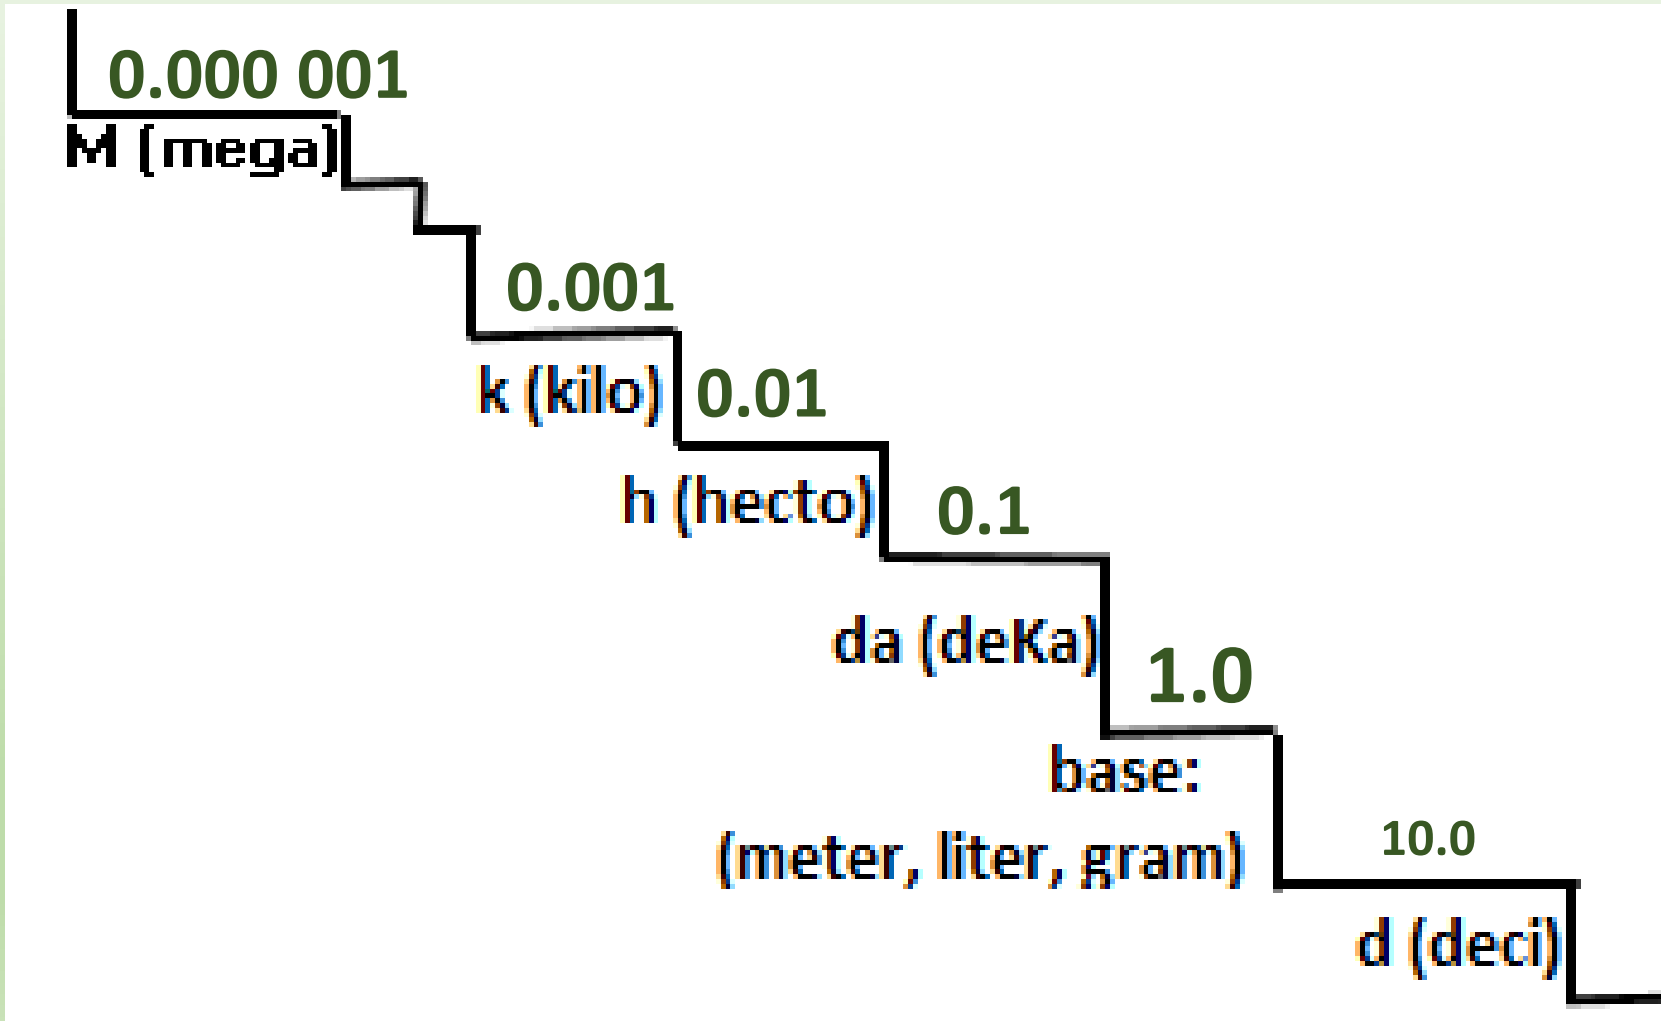 0.000 001
M (mega)
0.001
k (kilo)
0.01
h (hecto)
0.1
da (deKa)
1.0
base:
(meter, liter, gram)
10.0
d (deci)